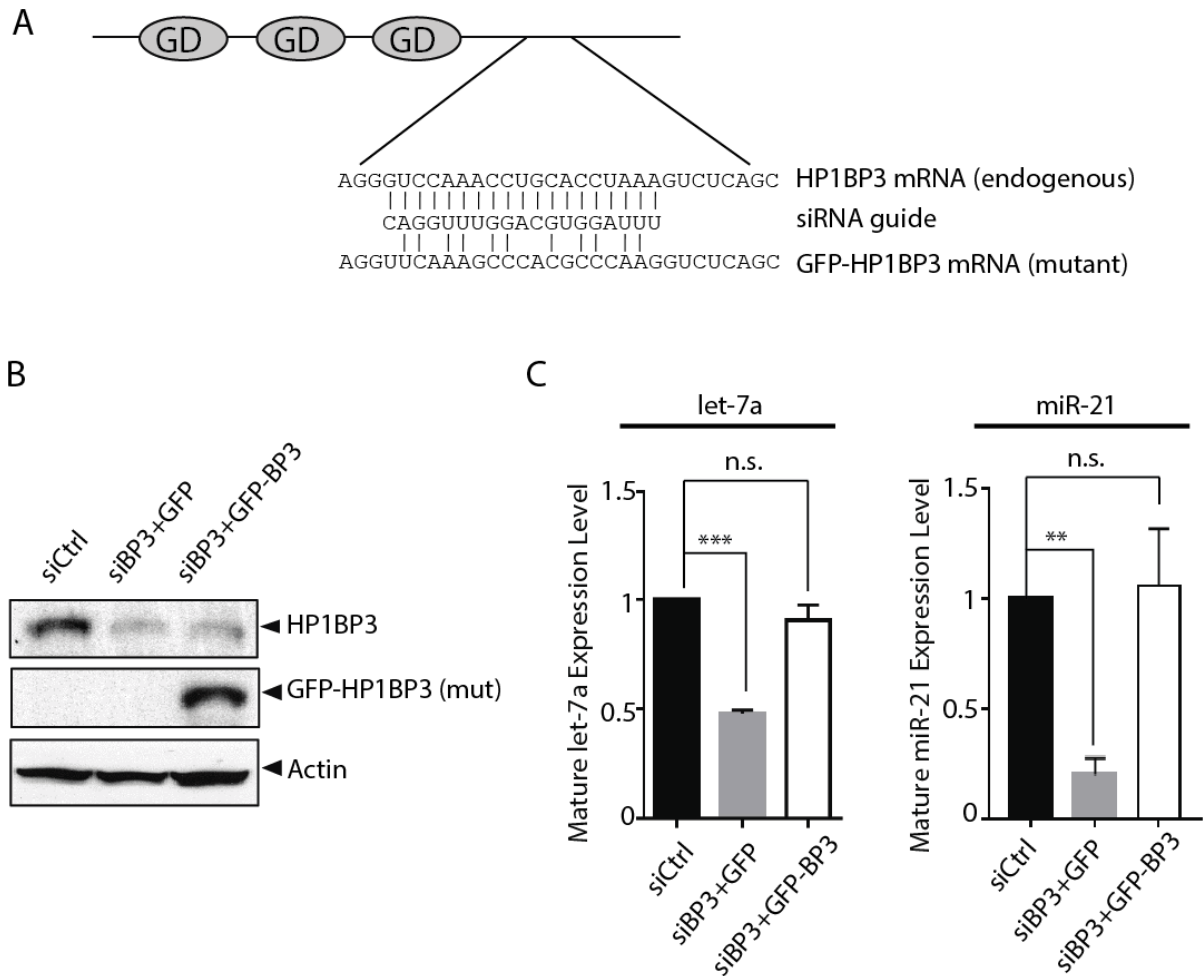 A
GD GD GD
AGGGUCCAAACCUGCACCUAAAGUCUCAGC HP1BP3 mRNA (endogenous)
CAGGUUUGGACGUGGAUUU siRNA guide
AGGUUCAAAGCCCACGCCCAAGGUCUCAGC GFP-HP1BP3 mRNA (mutant)
B
siCtrl siBP3+GFP siBP3+GFP-BP3
HP1BP3
GFP-HP1BP3 (mut)
Actin
C
let-7a
n.s.
***
Mature let-7a Expression Level
1.5
1
0.5
0
siCtrl siBP3+GFP siBP3+GFP-BP3
miR-21
n.s.
**
Mature miR-21 Expression Level
1.5
1
0.5
0
siCtrl siBP3+GFP siBP3+GFP-BP3